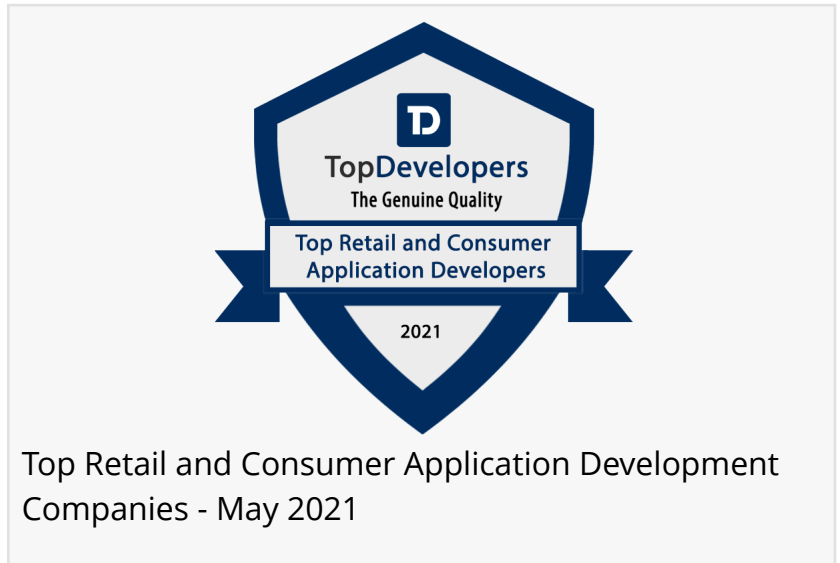 TD
TopDevelopers
The Genuine Quality
Top Retail and Consumer
Application Developers
2021
Top Retail and Consumer Application Development
Companies - May 2021